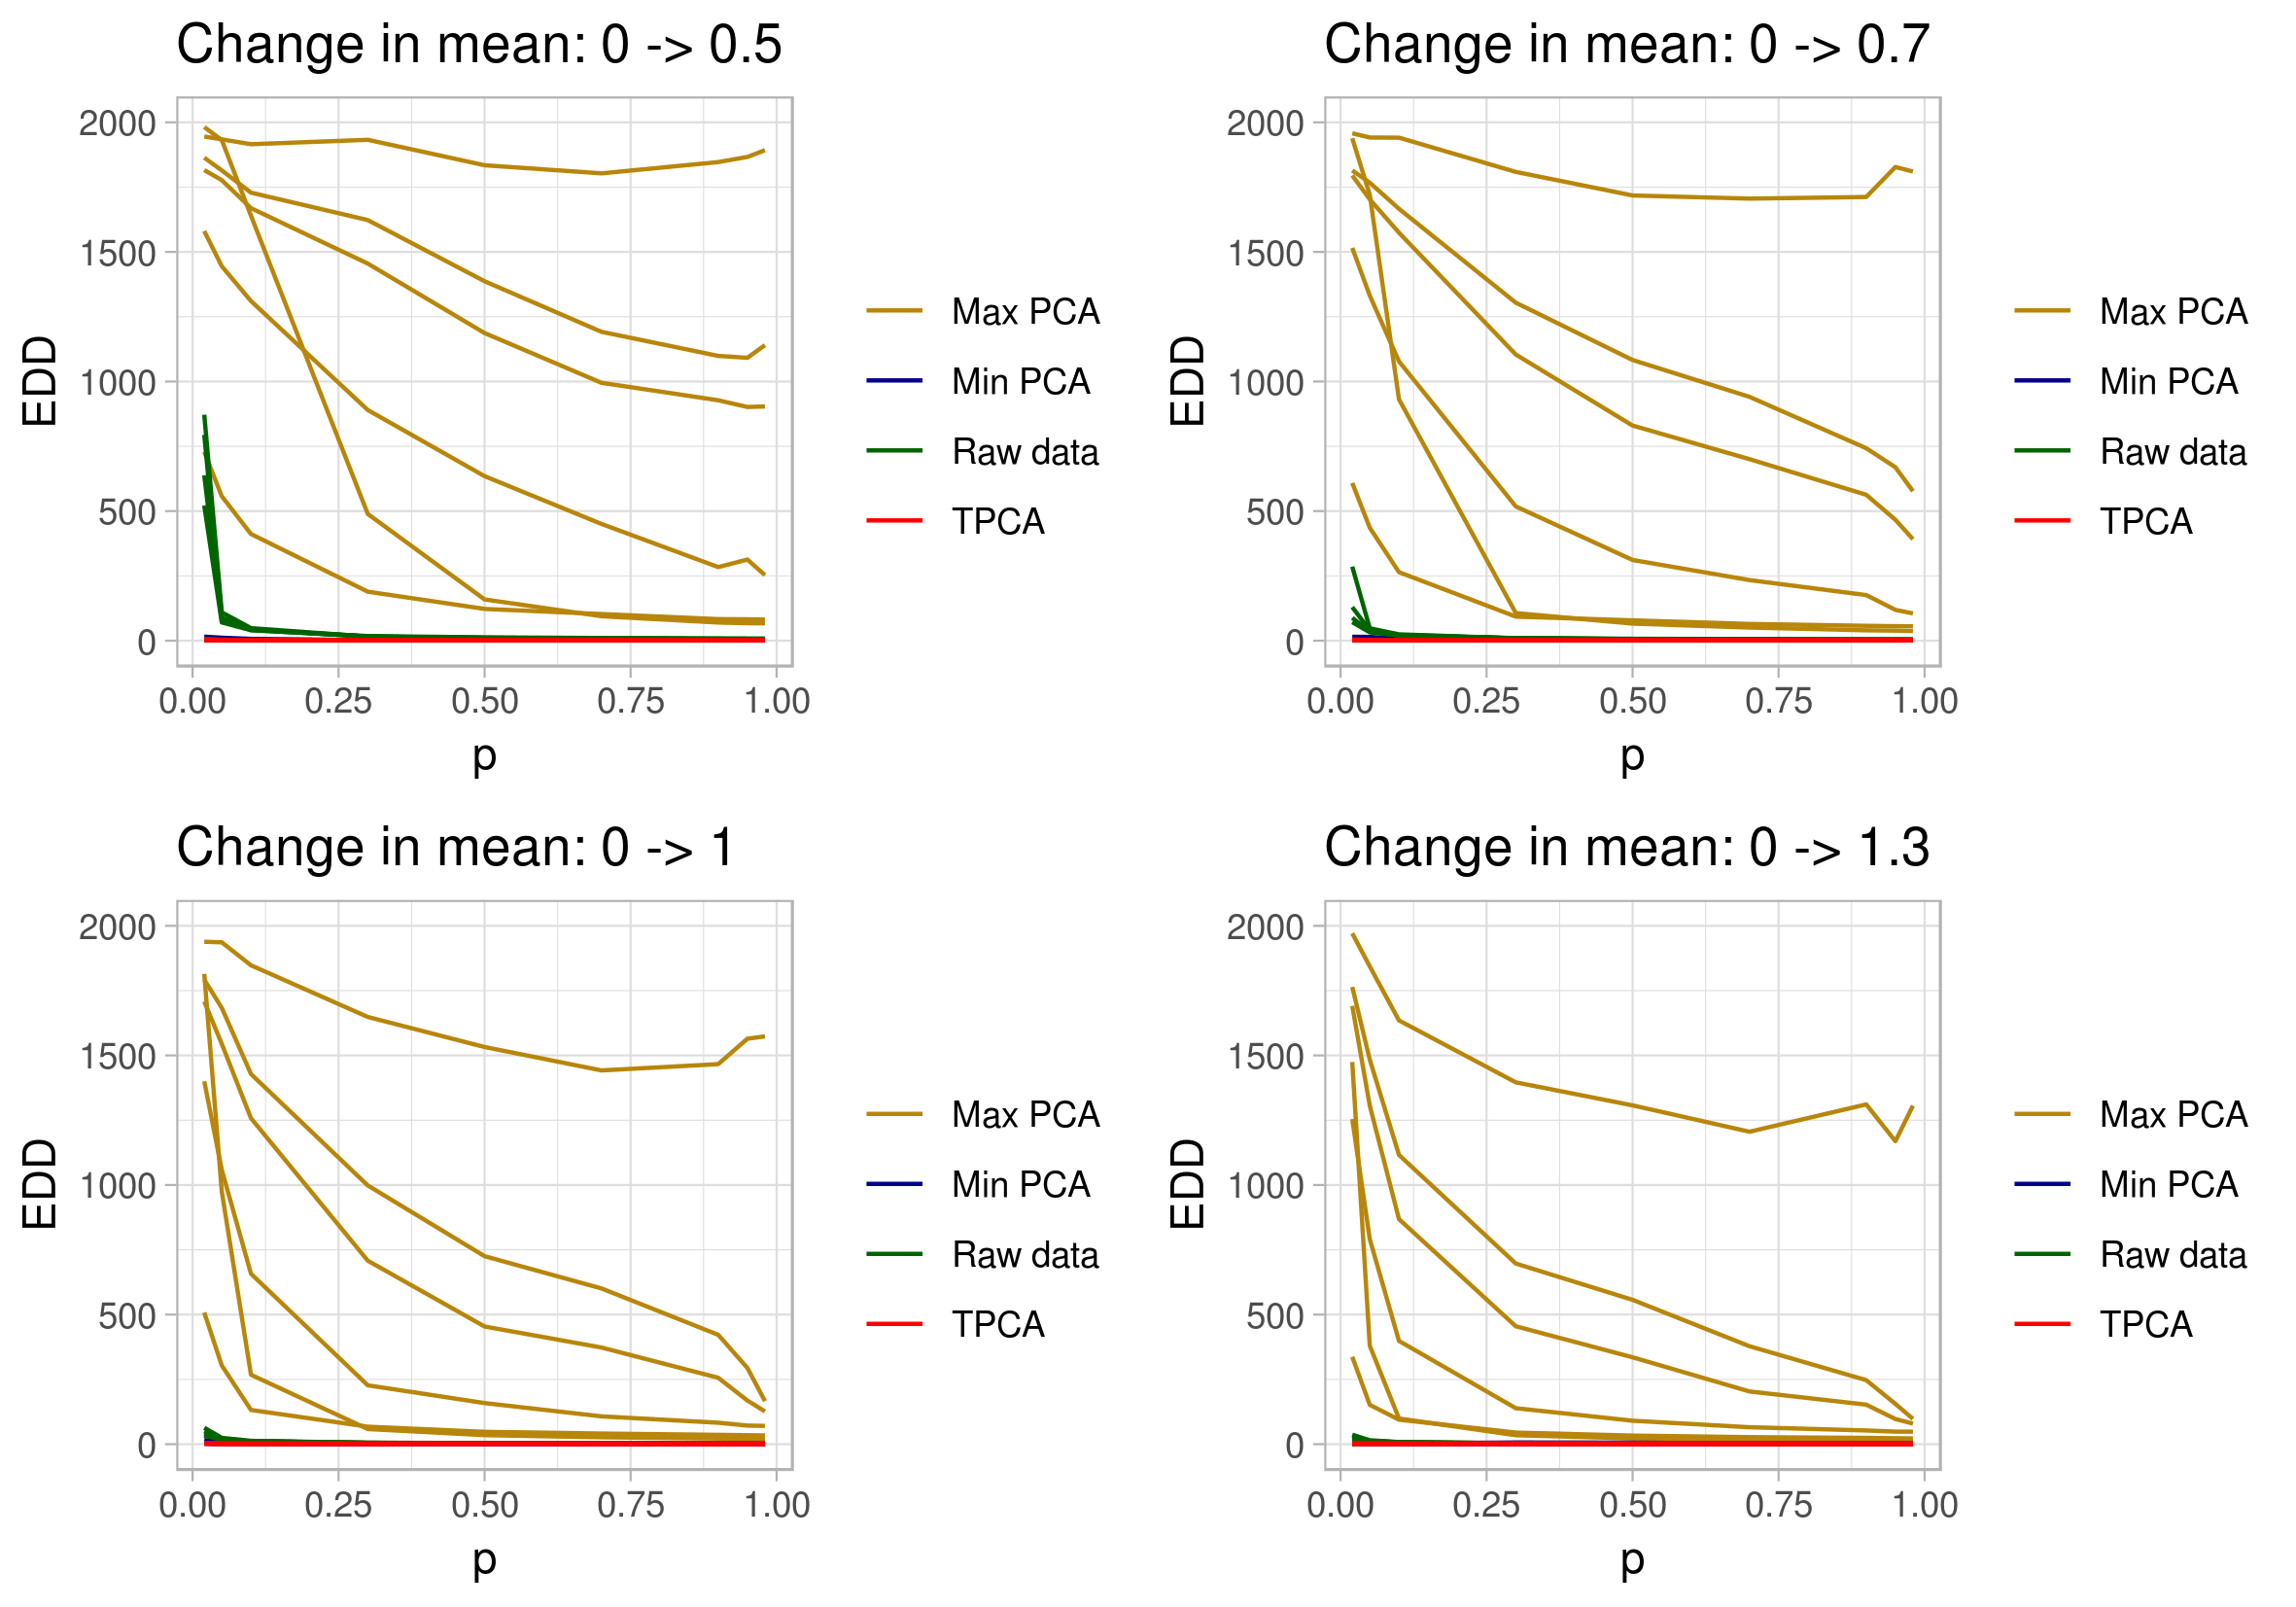 Change in mean: 0 -> 0.5
EDD
2000
1500
1000
500
0
0.00 0.25 0.50 0.75 1.00
p
Max PCA
Min PCA
Raw data
TPCA
Change in mean: 0 -> 0.7
EDD
2000
1500
1000
500
0
0.00 0.25 0.50 0.75 1.00
p
Max PCA
Min PCA
Raw data
TPCA
Change in mean: 0 -> 1
EDD
2000
1500
1000
500
0
0.00 0.25 0.50 0.75 1.00
p
Max PCA
Min PCA
Raw data
TPCA
Change in mean: 0 -> 1.3
EDD
2000
1500
1000
500
0
0.00 0.25 0.50 0.75 1.00
p
Max PCA
Min PCA
Raw data
TPCA